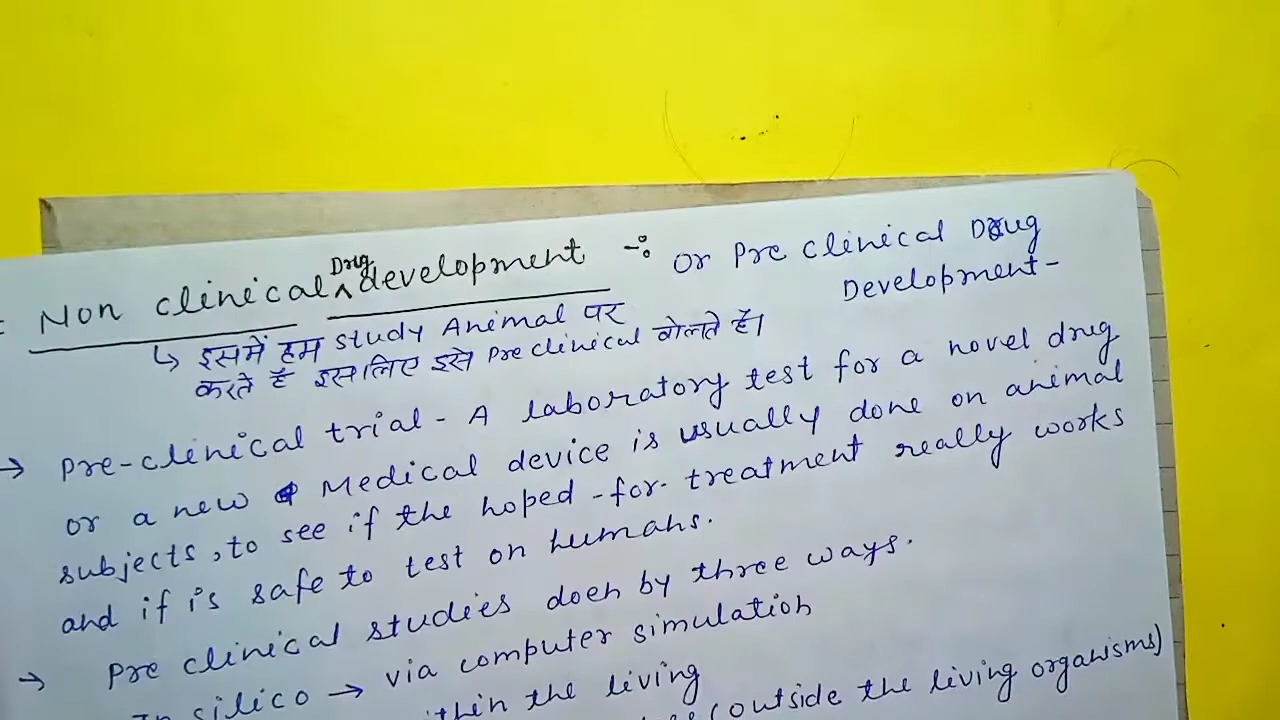 Non clinical Drug development -: or Pre clinical Drug
Development-
↳ इसमें हम study Animal पर
करते हैं इसलिए इसे Pre clinical बोलते हैं।
→ Pre-clinical trial - A laboratory test for a novel drug
or a new Medical device is usually done on animal
subjects, to see if the hoped-for-treatment really works
and if is safe to test on humans.
→ Pre clinical studies doen by three ways.
In silico → via computer simulation
within the living
(outside the living organisms)